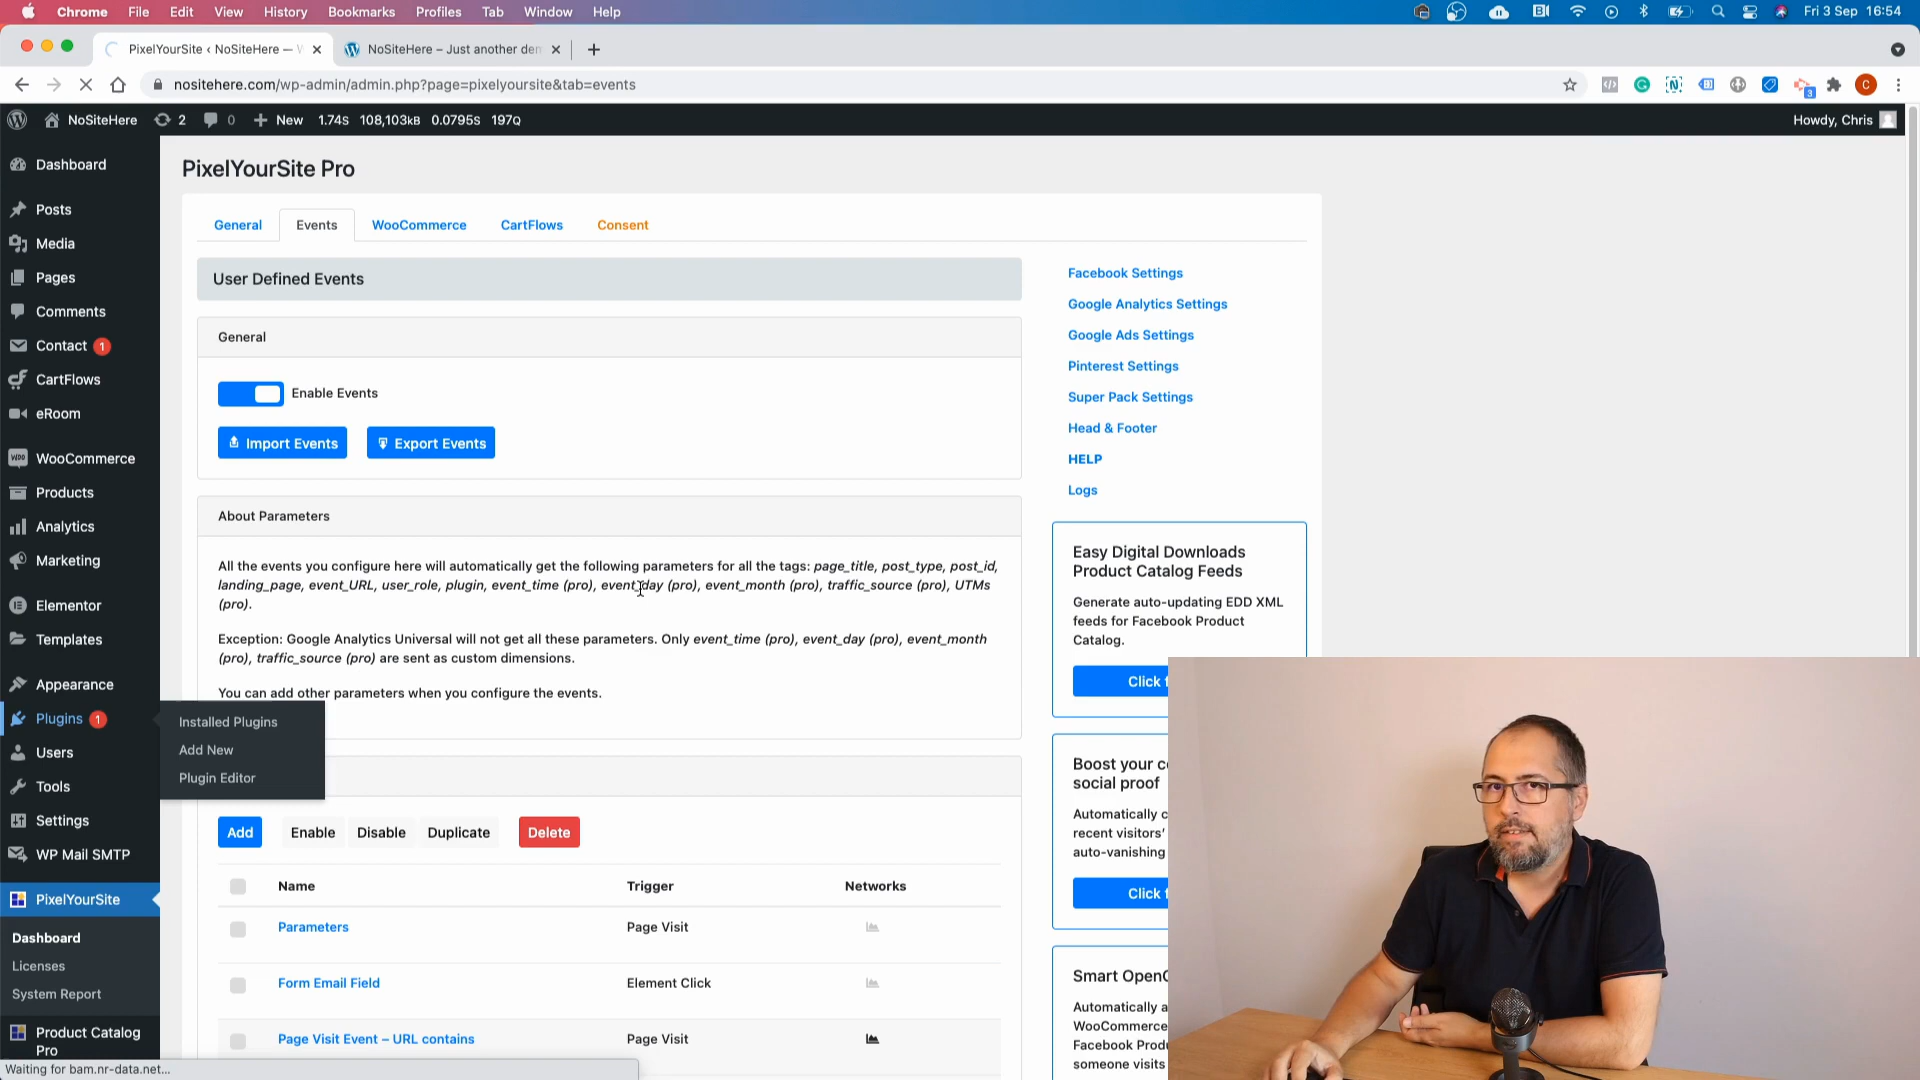 Chrome File Edit View History Bookmarks Profiles Tab Window Help Fri 3 Sep 16:54
PixelYourSite ‹ NoSiteHere — W
NoSiteHere – Just another dem
nositehere.com/wp-admin/admin.php?page=pixelyoursite&tab=events
3
C
NoSiteHere 2 0 New 1.74s 108,103kB 0.0795s 197Q Howdy, Chris
Dashboard
Posts
Media
Pages
Comments
Contact 1
CartFlows
eRoom
WooCommerce
Products
Analytics
Marketing
Elementor
Templates
Appearance
Plugins 1
Installed Plugins
Add New
Plugin Editor
Users
Tools
Settings
WP Mail SMTP
PixelYourSite
Dashboard
Licenses
System Report
Product Catalog
Pro
Waiting for bam.nr-data.net...
PixelYourSite Pro
General Events WooCommerce CartFlows Consent
User Defined Events
General
Enable Events
Import Events Export Events
About Parameters
All the events you configure here will automatically get the following parameters for all the tags: page_title, post_type, post_id,
landing_page, event_URL, user_role, plugin, event_time (pro), event_day (pro), event_month (pro), traffic_source (pro), UTMs
(pro).
Exception: Google Analytics Universal will not get all these parameters. Only event_time (pro), event_day (pro), event_month
(pro), traffic_source (pro) are sent as custom dimensions.
You can add other parameters when you configure the events.
Add Enable Disable Duplicate Delete
Name Trigger Networks
Parameters Page Visit
Form Email Field Element Click
Page Visit Event – URL contains Page Visit
Facebook Settings
Google Analytics Settings
Google Ads Settings
Pinterest Settings
Super Pack Settings
Head & Footer
HELP
Logs
Easy Digital Downloads
Product Catalog Feeds
Generate auto-updating EDD XML
feeds for Facebook Product
Catalog.
Click
Boost your
social proof
Automatically
recent visitors'
auto-vanishing
Click
Smart
Automatically
WooCommerce
Facebook
someone visits